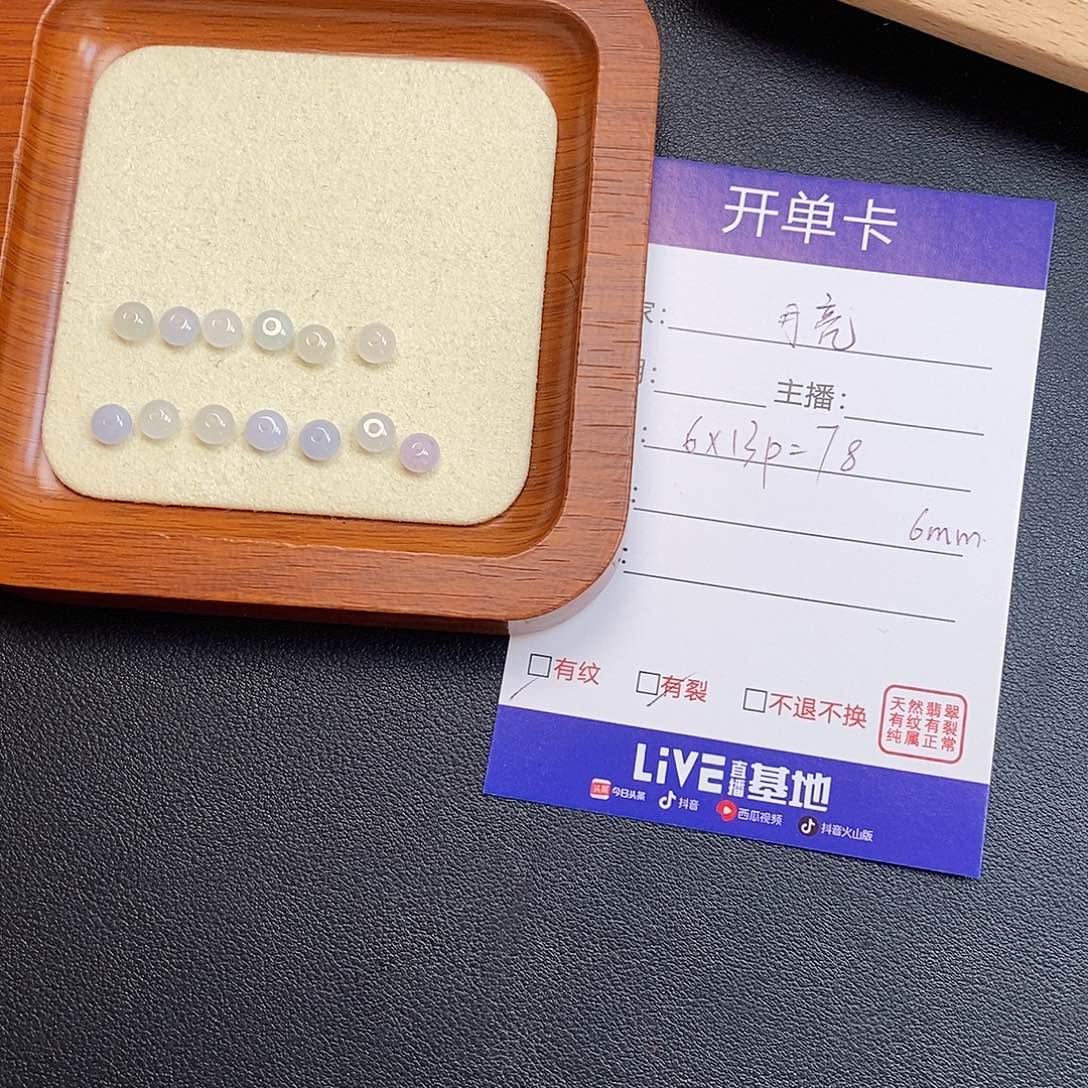 开单卡
家: 月亮
期: 主播:
: 6x13p=78
: 6mm.
:
□有纹 □有裂 □不退不换
天然翡翠
有纹有裂
纯属正常
LiVE直播基地
头条 今日头条 抖音 西瓜视频 抖音火山版